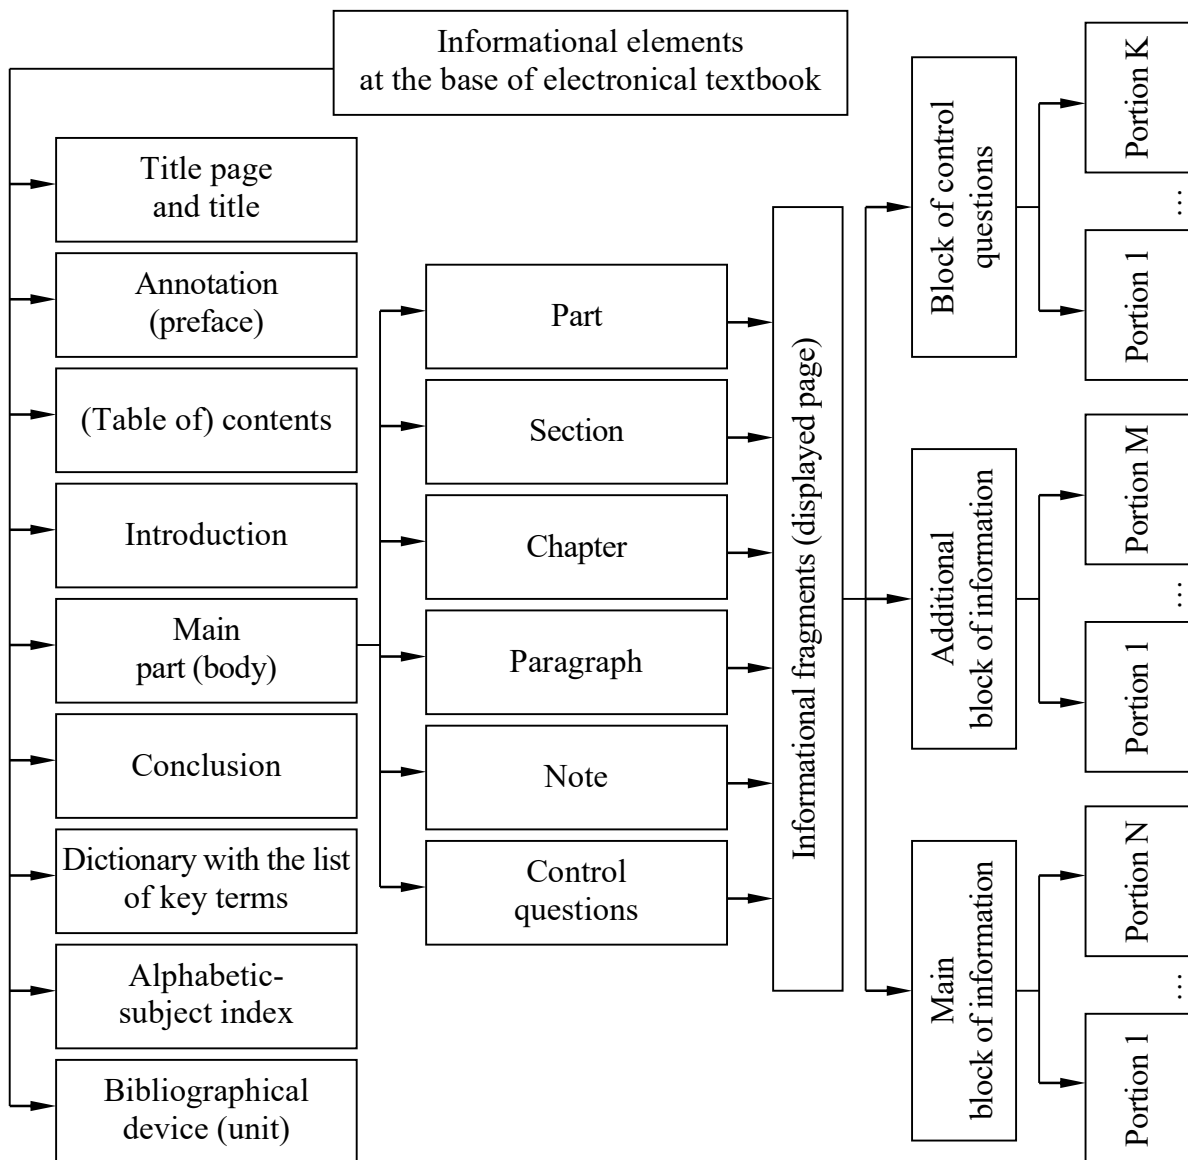 Informational elements
at the base of electronical textbook
Title page
and title
Annotation
(preface)
(Table of) contents
Introduction
Main
part (body)
Conclusion
Dictionary with the list
of key terms
Alphabetic-
subject index
Bibliographical
device (unit)
Part
Section
Chapter
Paragraph
Note
Control
questions
Informational fragments (displayed page)
Block of control
questions
Portion K
...
Portion 1
Additional
block of information
Portion M
...
Portion 1
Main
block of information
Portion N
...
Portion 1